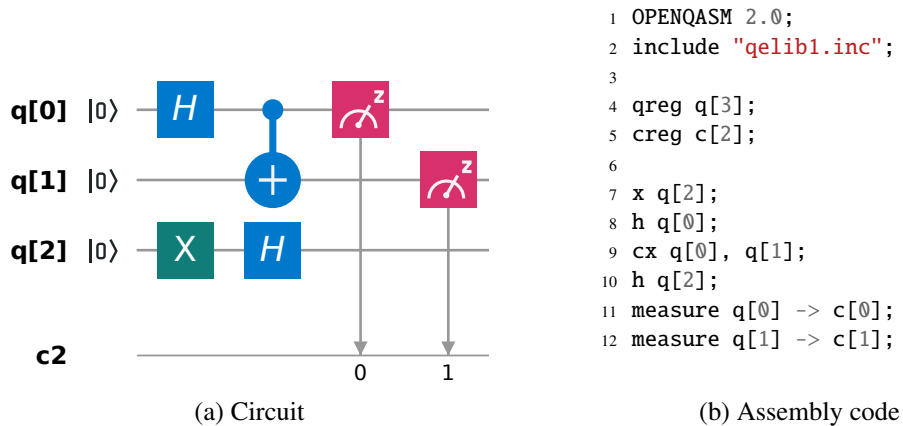 q[0] |0⟩ H z
q[1] |0⟩ z
q[2] |0⟩ X H
c2
0 1
(a) Circuit
1 OPENQASM 2.0;
2 include "qelib1.inc";
3
4 qreg q[3];
5 creg c[2];
6
7 x q[2];
8 h q[0];
9 cx q[0], q[1];
10 h q[2];
11 measure q[0] -> c[0];
12 measure q[1] -> c[1];
(b) Assembly code